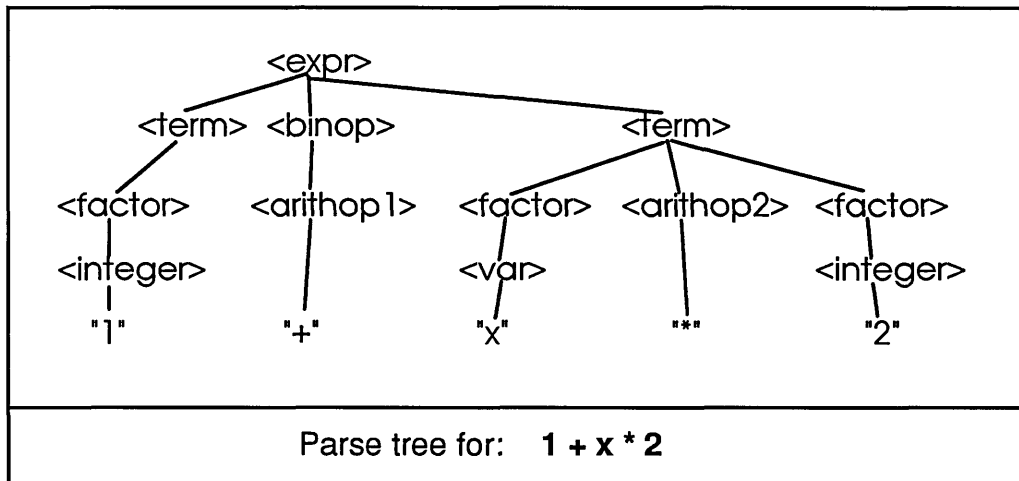 <expr>
<term> <binop> <term>
<factor> <arithop1> <factor> <arithop2> <factor>
<integer> <var> <integer>
"1" "+" "x" "*" "2"
Parse tree for: 1 + x * 2